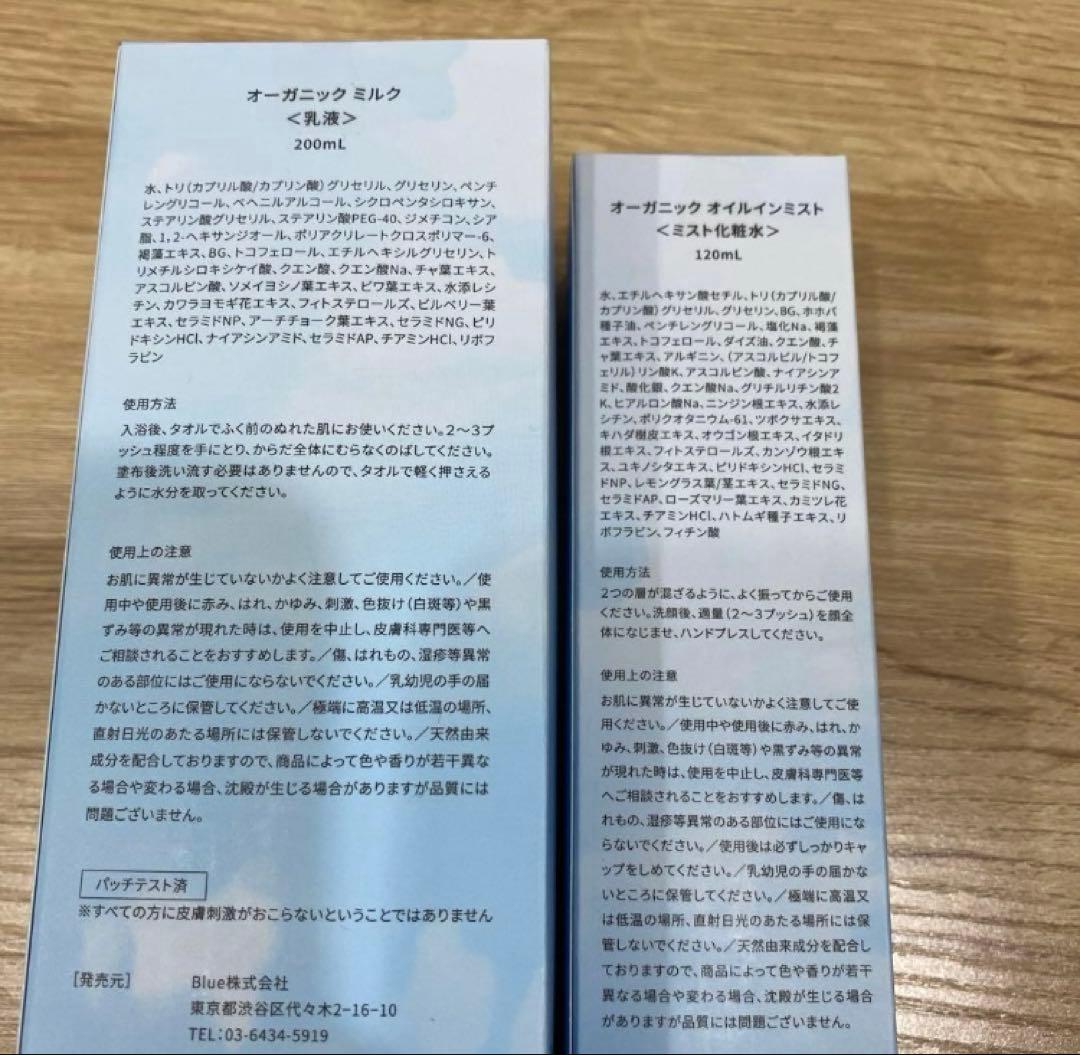 オーガニック ミルク
＜乳液＞
200mL
水、トリ（カプリル酸/カプリン酸）グリセリル、グリセリン、ペンチ
レングリコール、ベヘニルアルコール、シクロペンタシロキサン、
ステアリン酸グリセリル、ステアリン酸PEG-40、ジメチコン、シア
脂、1，2-ヘキサンジオール、ポリアクリレートクロスポリマー-6、
褐藻エキス、BG、トコフェロール、エチルヘキシルグリセリン、ト
リメチルシロキシケイ酸、クエン酸、クエン酸Na、チャ葉エキス、
アスコルビン酸、ソメイヨシノ葉エキス、ビワ葉エキス、水添レシ
チン、カワラヨモギ花エキス、フィトステロールズ、ビルベリー葉
エキス、セラミドNP、アーチチョーク葉エキス、セラミドNG、ピリ
ドキシンHCl、ナイアシンアミド、セラミドAP、チアミンHCl、リボフ
ラビン
使用方法
入浴後、タオルでふく前のぬれた肌にお使いください。2〜3プ
ッシュ程度を手にとり、からだ全体にむらなくのばしてください。
塗布後洗い流す必要はありませんので、タオルで軽く押さえる
ように水分を取ってください。
使用上の注意
お肌に異常が生じていないかよく注意してご使用ください。／使
用中や使用後に赤み、はれ、かゆみ、刺激、色抜け（白斑等）や黒
ずみ等の異常が現れた時は、使用を中止し、皮膚科専門医等へ
ご相談されることをおすすめします。／傷、はれもの、湿疹等異常
のある部位にはご使用にならないでください。／乳幼児の手の届
かないところに保管してください。／極端に高温又は低温の場所、
直射日光のあたる場所には保管しないでください。／天然由来
成分を配合しておりますので、商品によって色や香りが若干異な
る場合や変わる場合、沈殿が生じる場合がありますが品質には
問題ございません。
パッチテスト済
※すべての方に皮膚刺激がおこらないということではありません
［発売元］ Blue株式会社
東京都渋谷区代々木2-16-10
TEL：03-6434-5919
オーガニック オイルインミスト
＜ミスト化粧水＞
120mL
水、エチルヘキサン酸セチル、トリ（カプリル酸/
カプリン酸）グリセリル、グリセリン、BG、ホホバ
種子油、ペンチレングリコール、塩化Na、褐藻
エキス、トコフェロール、ダイズ油、クエン酸、チ
ャ葉エキス、アルギニン、（アスコルビル/トコフ
ェリル）リン酸K、アスコルビン酸、ナイアシンア
ミド、酸化銀、クエン酸Na、グリチルリチン酸2
K、ヒアルロン酸Na、ニンジン根エキス、水添レ
シチン、ポリクオタニウム-61、ツボクサエキス、
キハダ樹皮エキス、オウゴン根エキス、イタドリ
根エキス、フィトステロールズ、カンゾウ根エキ
ス、ユキノシタエキス、ピリドキシンHCl、セラミ
ドNP、レモングラス葉/茎エキス、セラミドNG、
セラミドAP、ローズマリー葉エキス、カミツレ花
エキス、チアミンHCl、ハトムギ種子エキス、リ
ボフラビン、フィチン酸
使用方法
2つの層が混ざるように、よく振ってからご使用
ください。洗顔後、適量（2〜3プッシュ）を顔全
体になじませ、ハンドプレスしてください。
使用上の注意
お肌に異常が生じていないかよく注意してご使
用ください。／使用中や使用後に赤み、はれ、か
ゆみ、刺激、色抜け（白斑等）や黒ずみ等の異常
が現れた時は、使用を中止し、皮膚科専門医等
へご相談されることをおすすめします。／傷、は
れもの、湿疹等異常のある部位にはご使用にな
らないでください。／使用後は必ずしっかりキャ
ップをしめてください。／乳幼児の手の届かな
いところに保管してください。／極端に高温又
は低温の場所、直射日光のあたる場所には保
管しないでください。／天然由来成分を配合し
ておりますので、商品によって色や香りが若干
異なる場合や変わる場合、沈殿が生じる場合
がありますが品質には問題ございません。